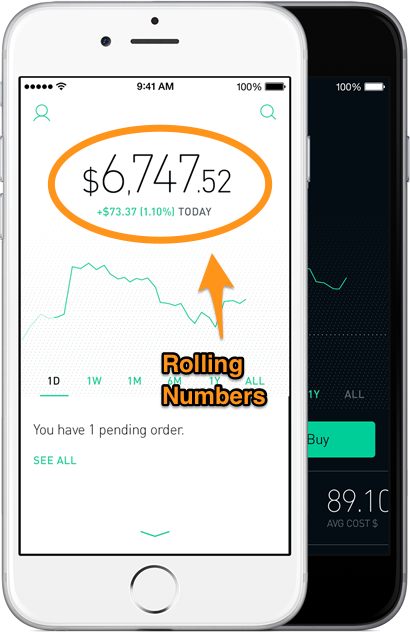 9:41 AM 100%
100%
$6,747.52
+$73.37 (1.10%) TODAY
Rolling
Numbers
1D 1W 1M 6M 1Y ALL
1Y ALL
You have 1 pending order.
Buy
SEE ALL
89.10
AVG COST $